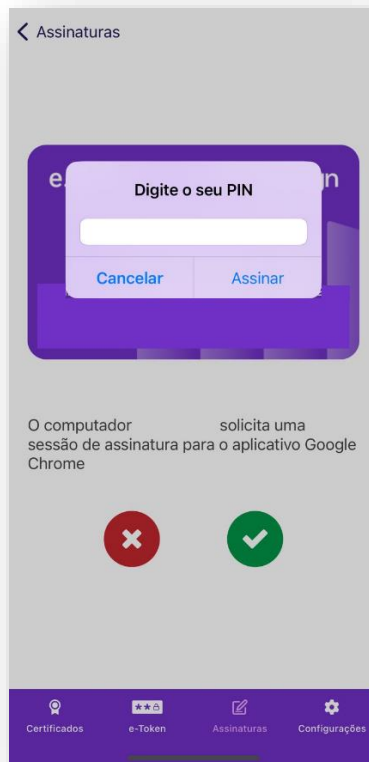 Assinaturas
Digite o seu PIN
Cancelar Assinar
O computador solicita uma
sessão de assinatura para o aplicativo Google
Chrome
Certificados e-Token Assinaturas Configurações